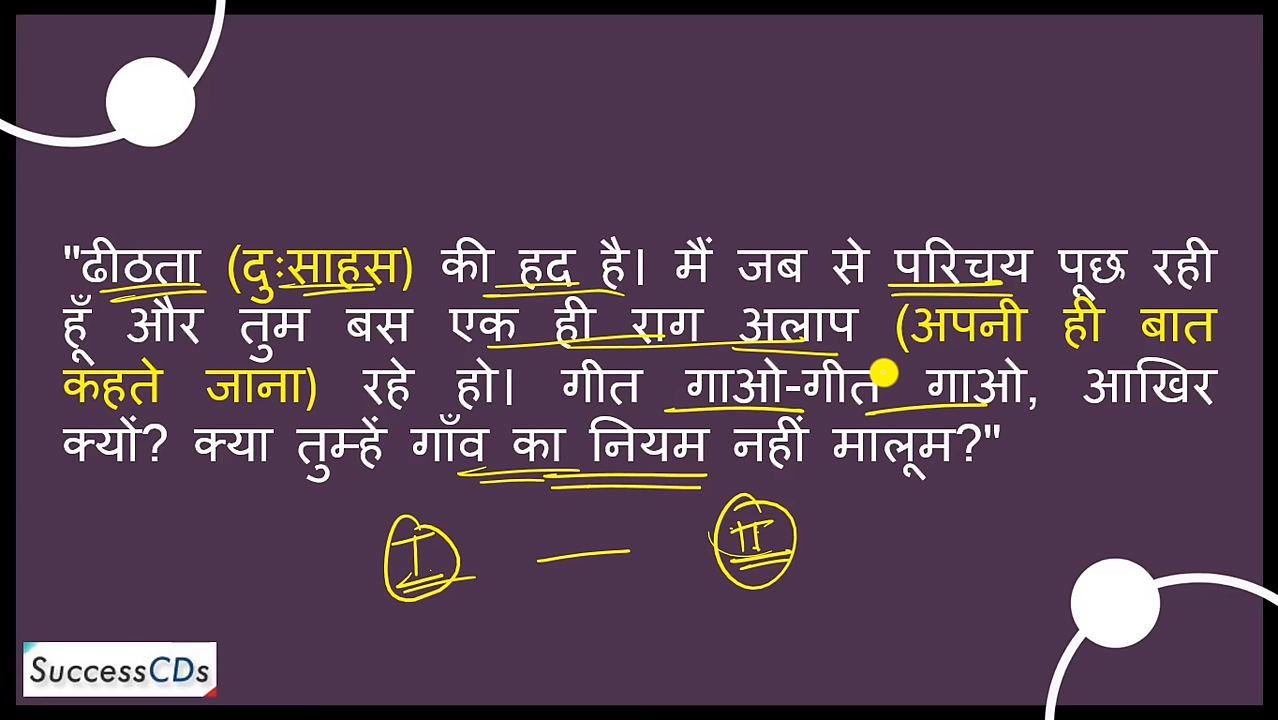 "ढीठता (दुःसाहस) की हद है। मैं जब से परिचय पूछ रही
हूँ और तुम बस एक ही राग अलाप (अपनी ही बात
कहते जाना) रहे हो। गीत गाओ-गीत गाओ, आखिर
क्यों? क्या तुम्हें गाँव का नियम नहीं मालूम?"
I — II
SuccessCDs